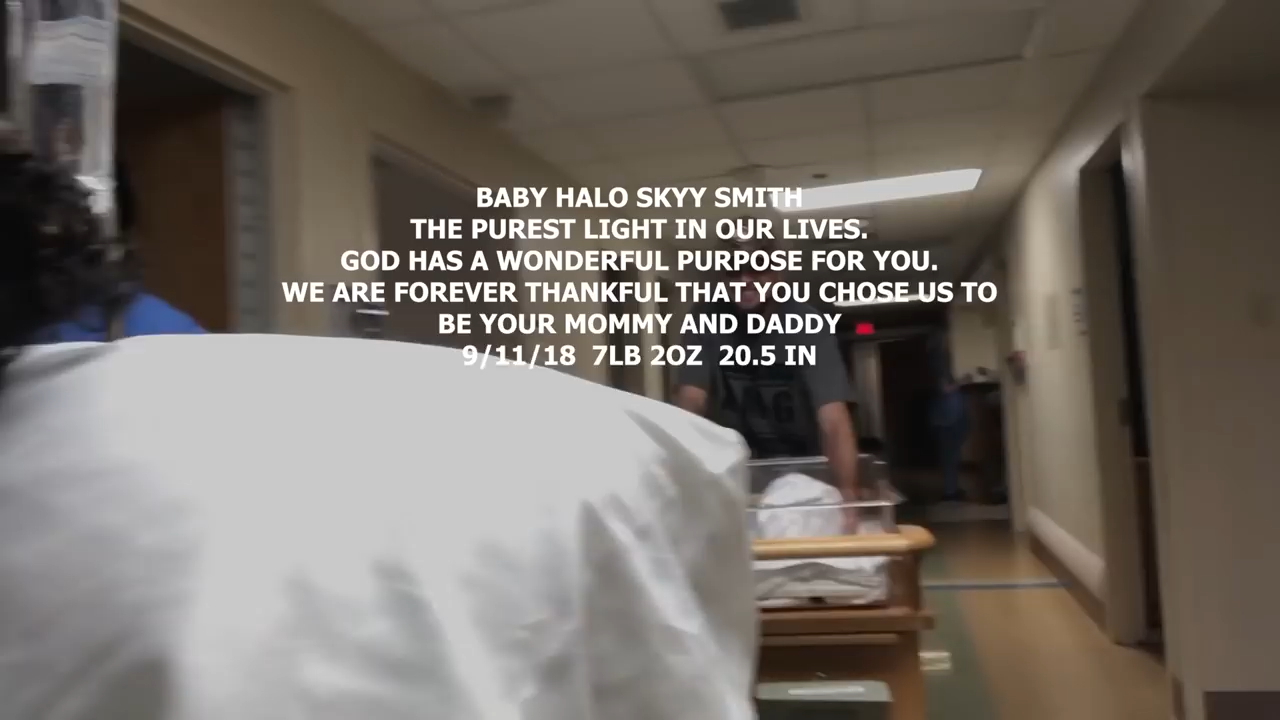 BABY HALO SKYY SMITH
THE PUREST LIGHT IN OUR LIVES.
GOD HAS A WONDERFUL PURPOSE FOR YOU.
WE ARE FOREVER THANKFUL THAT YOU CHOSE US TO
BE YOUR MOMMY AND DADDY
9/11/18  7LB 2OZ  20.5 IN